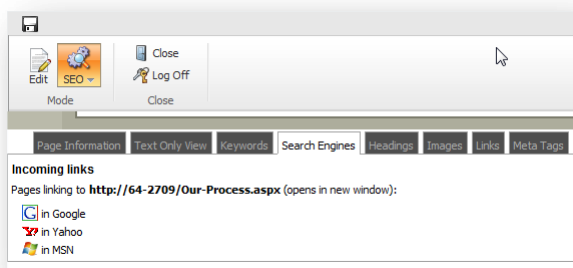 Close
Edit SEO Log Off
Mode Close
Page Information Text Only View Keywords Search Engines Headings Images Links Meta Tags
Incoming links
Pages linking to http://64-2709/Our-Process.aspx (opens in new window):
G in Google
Y? in Yahoo
in MSN